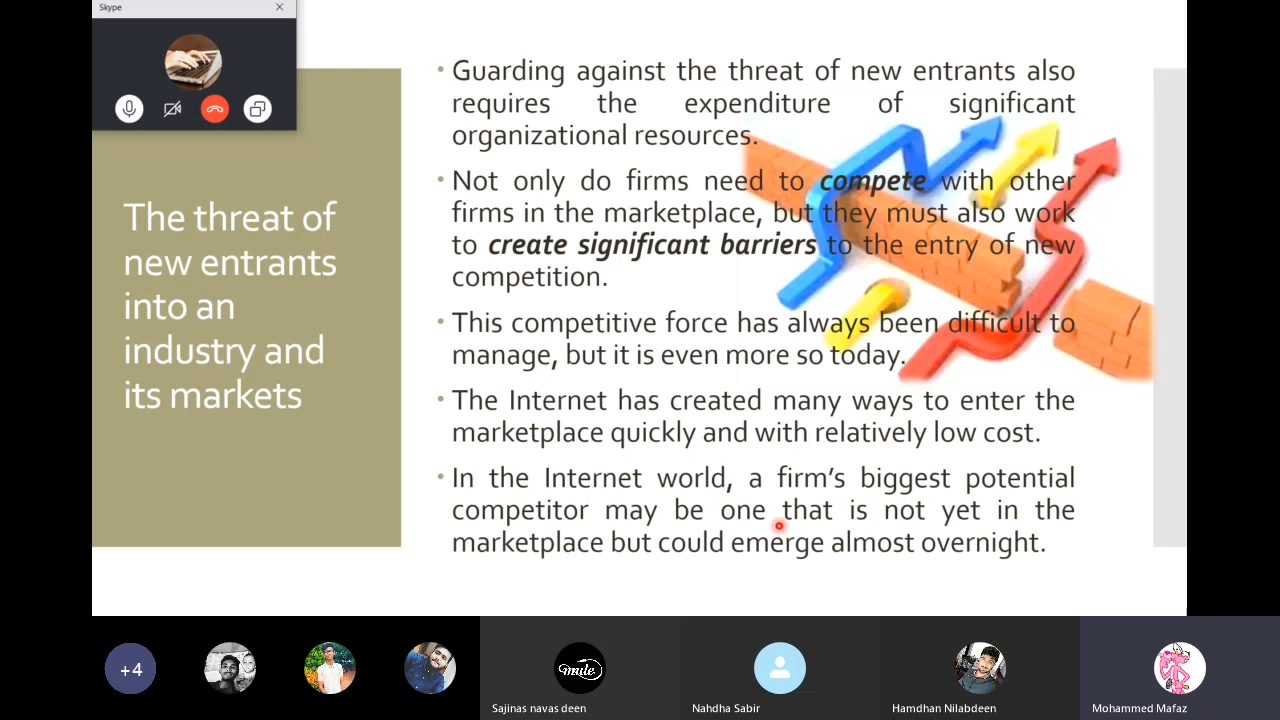 Skype
The threat of
new entrants
into an
industry and
its markets
• Guarding against the threat of new entrants also
requires the expenditure of significant
organizational resources.
• Not only do firms need to compete with other
firms in the marketplace, but they must also work
to create significant barriers to the entry of new
competition.
• This competitive force has always been difficult to
manage, but it is even more so today.
• The Internet has created many ways to enter the
marketplace quickly and with relatively low cost.
• In the Internet world, a firm's biggest potential
competitor may be one that is not yet in the
marketplace but could emerge almost overnight.
+4
mute
Sajinas navas deen
Nahdha Sabir
Hamdhan Nilabdeen
Mohammed Mafaz